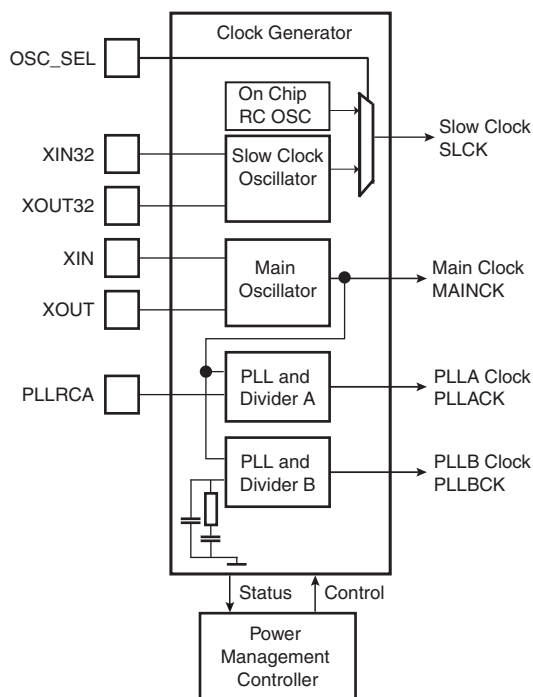 Clock Generator
OSC_SEL
On Chip
RC OSC
Slow Clock
SLCK
XIN32
Slow Clock
Oscillator
XOUT32
XIN
Main
Oscillator
Main Clock
MAINCK
XOUT
PLLRCA
PLL and
Divider A
PLLA Clock
PLLACK
PLL and
Divider B
PLLB Clock
PLLBCK
Status
Control
Power
Management
Controller